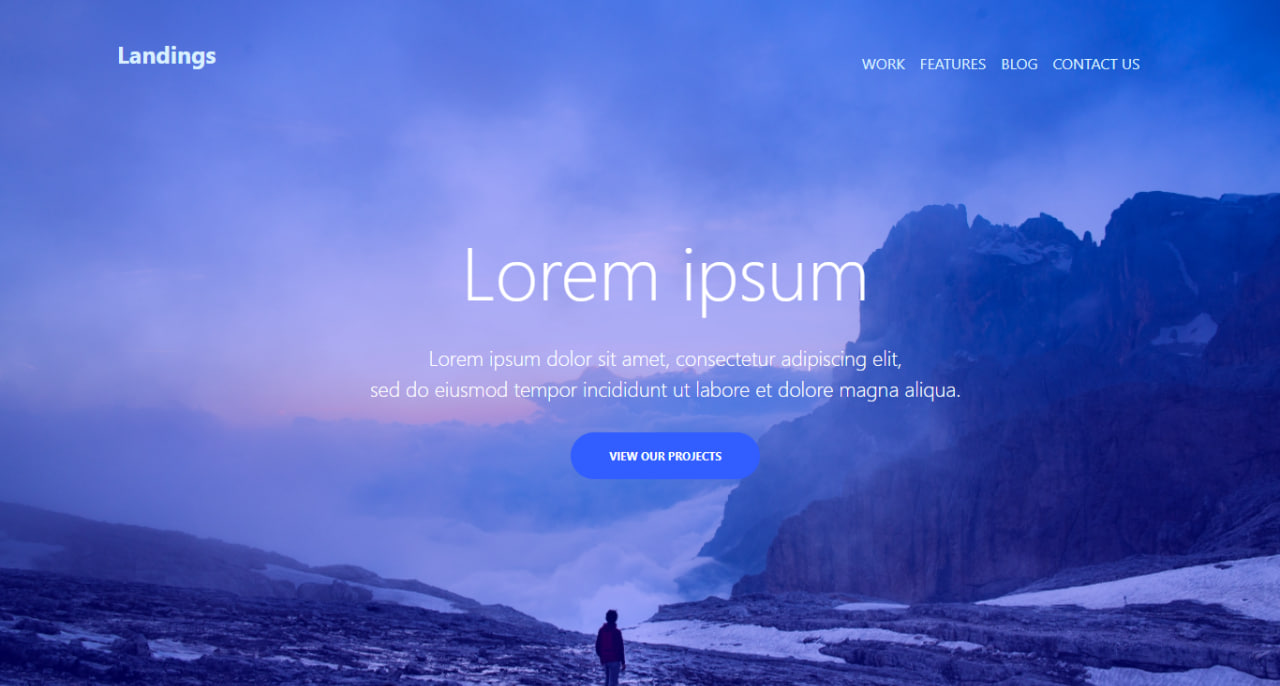 Landings
WORK FEATURES BLOG CONTACT US
Lorem ipsum
Lorem ipsum dolor sit amet, consectetur adipiscing elit,
sed do eiusmod tempor incididunt ut labore et dolore magna aliqua.
VIEW OUR PROJECTS